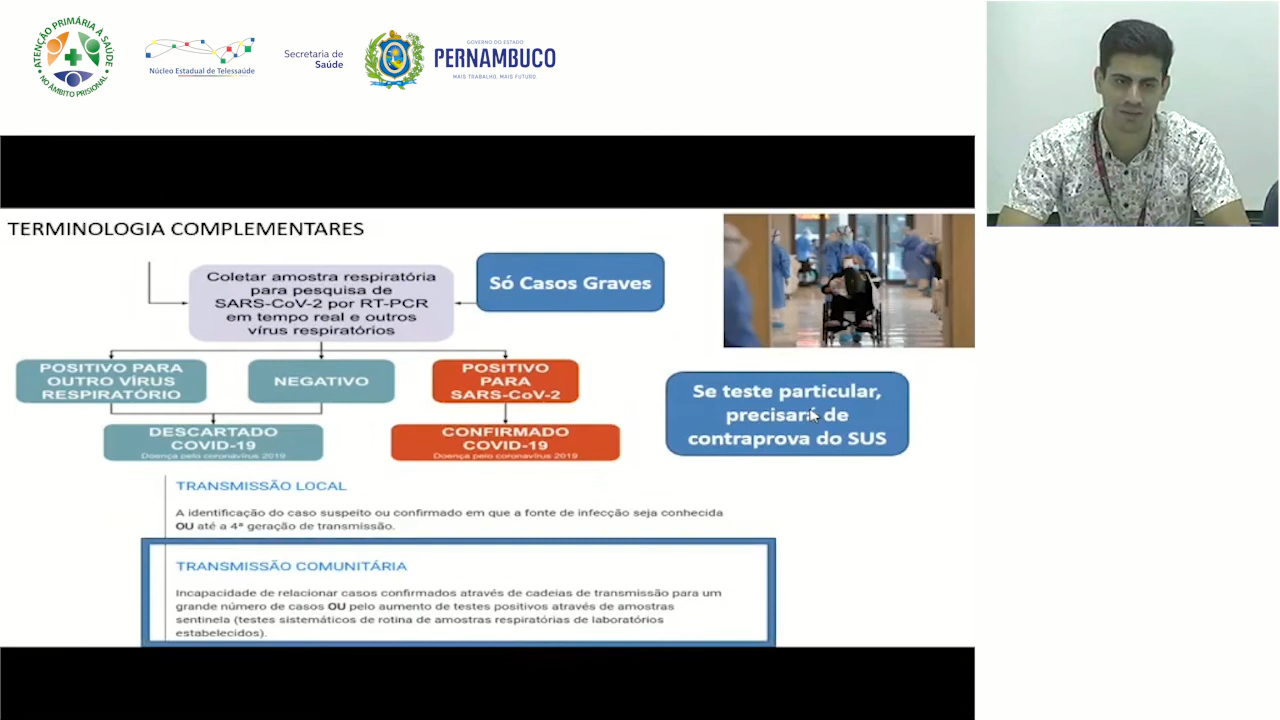 ATENÇÃO PRIMÁRIA À SAÚDE
NO ÂMBITO PRISIONAL
Núcleo Estadual de Telessaúde
Secretaria de
Saúde
GOVERNO DO ESTADO
PERNAMBUCO
MAIS TRABALHO, MAIS FUTURO.
TERMINOLOGIA COMPLEMENTARES
Coletar amostra respiratória
para pesquisa de
SARS-CoV-2 por RT-PCR
em tempo real e outros
vírus respiratórios
Só Casos Graves
POSITIVO PARA
OUTRO VÍRUS
RESPIRATÓRIO
NEGATIVO
POSITIVO
PARA
SARS-CoV-2
DESCARTADO
COVID-19
Doença pelo coronavírus 2019
CONFIRMADO
COVID-19
Doença pelo coronavírus 2019
Se teste particular,
precisará de
contraprova do SUS
TRANSMISSÃO LOCAL
A identificação do caso suspeito ou confirmado em que a fonte de infecção seja conhecida
OU até a 4ª geração de transmissão.
TRANSMISSÃO COMUNITÁRIA
Incapacidade de relacionar casos confirmados através de cadeias de transmissão para um
grande número de casos OU pelo aumento de testes positivos através de amostras
sentinela (testes sistemáticos de rotina de amostras respiratórias de laboratórios
estabelecidos).